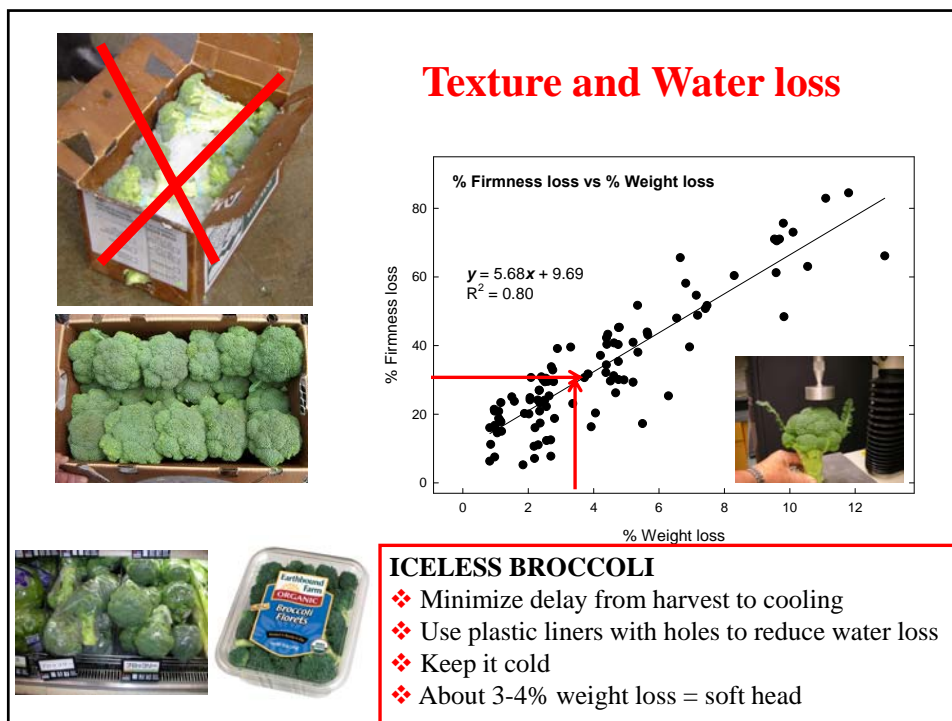 Texture and Water loss
% Firmness loss vs % Weight loss
y = 5.68x + 9.69
R² = 0.80
% Firmness loss
80
60
40
20
0
0 2 4 6 8 10 12
% Weight loss
Earthbound
Farm
ORGANIC
Broccoli
Florets
ICELESS BROCCOLI
❖ Minimize delay from harvest to cooling
❖ Use plastic liners with holes to reduce water loss
❖ Keep it cold
❖ About 3-4% weight loss = soft head